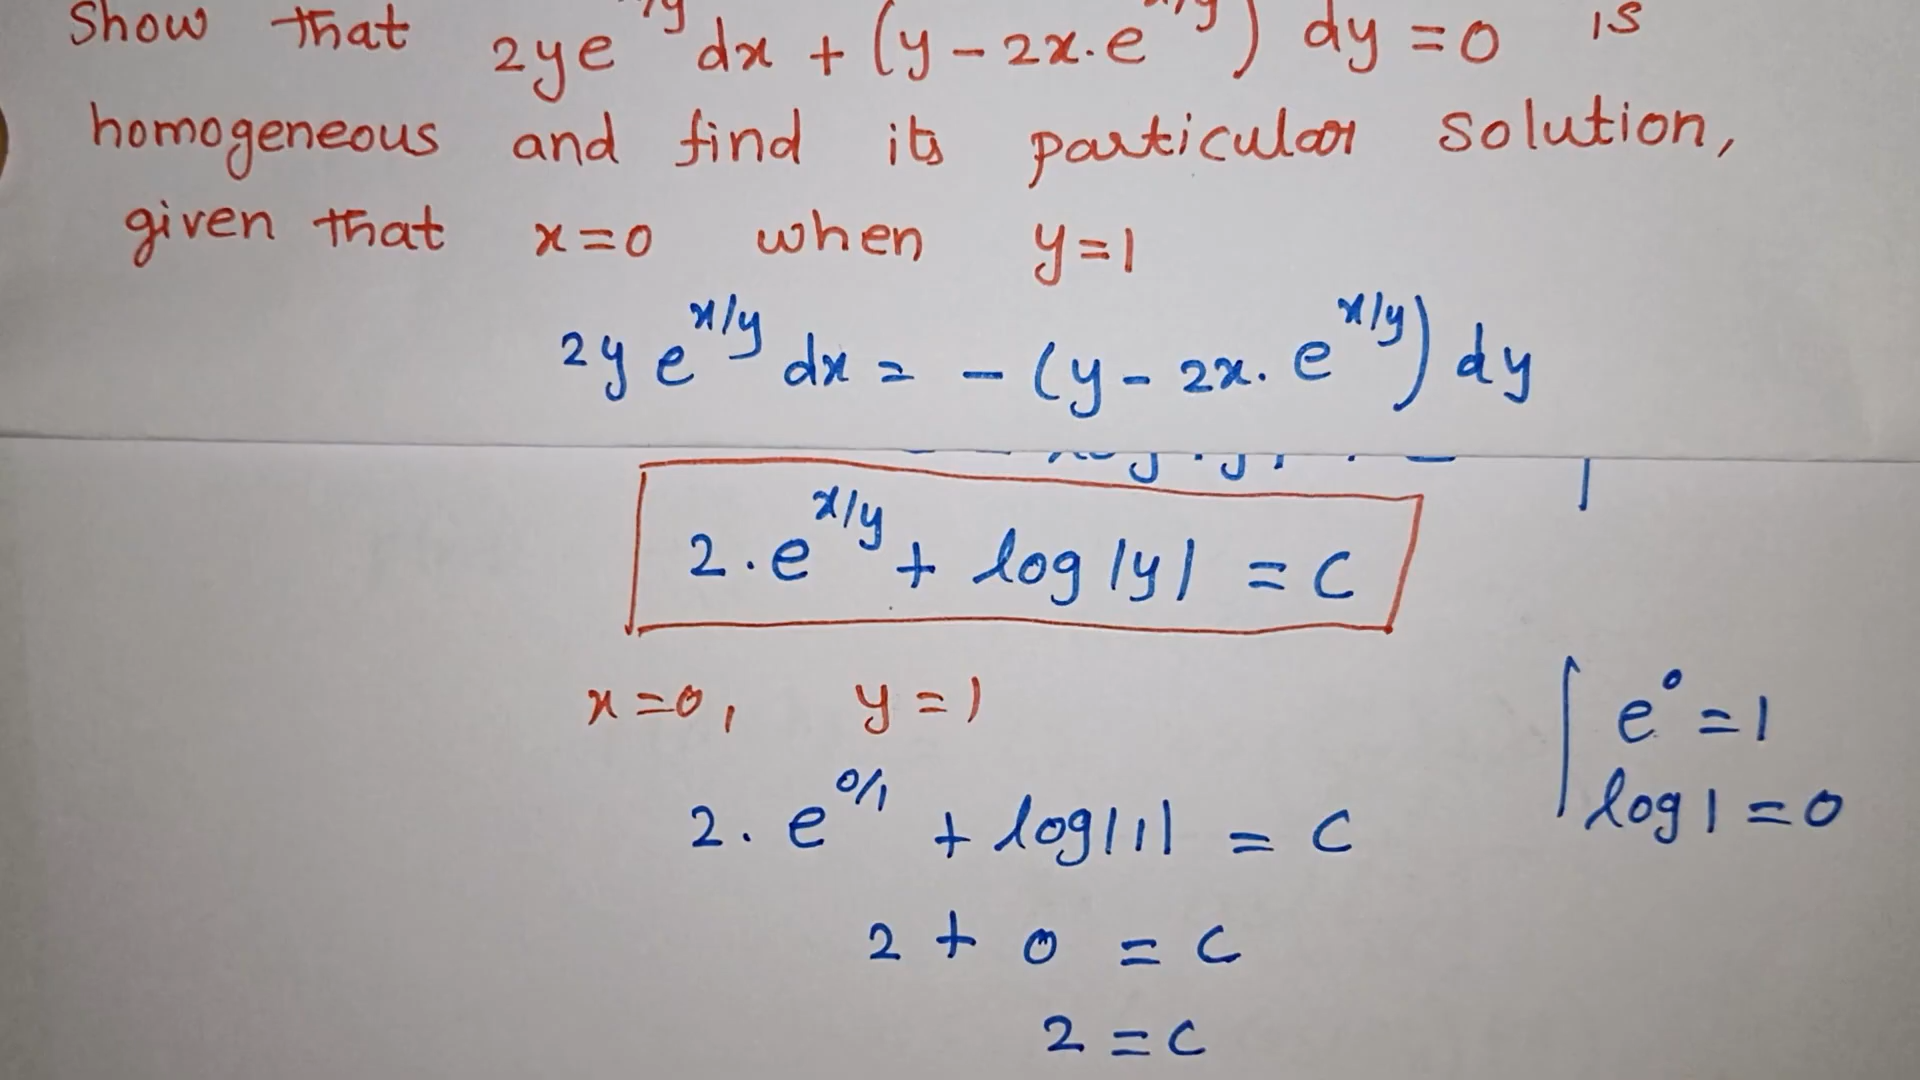 Show that 2ye^x/y dx + (y - 2x.e^x/y) dy = 0 is
homogeneous and find its particular solution,
given that x=0 when y=1
2y e^x/y dx = - (y - 2x. e^x/y) dy
2.e^x/y + log |y| = C
x=0, y=1
e^0 = 1
2. e^0/1 + log|1| = C
log 1 = 0
2 + 0 = C
2 = C